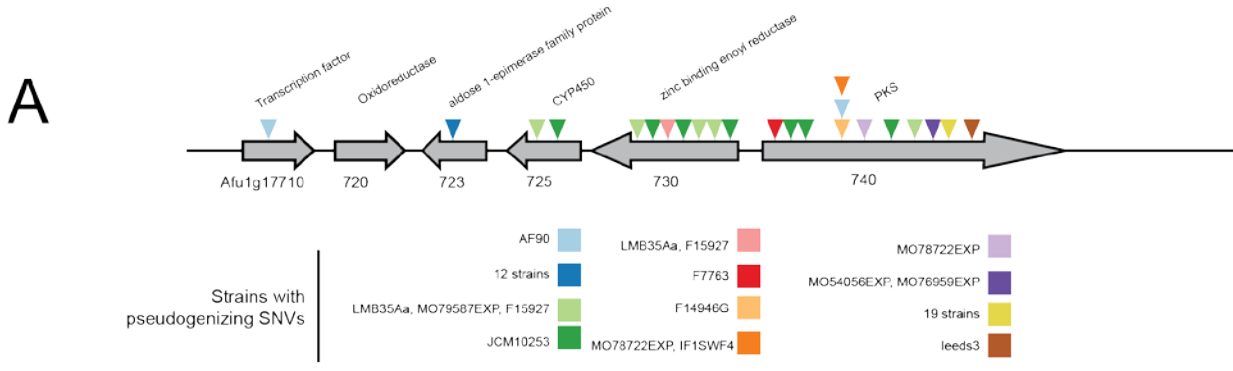 A
Transcription factor
Oxidoreductase
aldose 1-epimerase family protein
CYP450
zinc binding enoyl reductase
PKS
Afu1g17710
720
723
725
730
740
Strains with
pseudogenizing SNVs
AF90
12 strains
LMB35Aa, MO79587EXP, F15927
JCM10253
LMB35Aa, F15927
F7763
F14946G
MO78722EXP, IF1SWF4
MO78722EXP
MO54056EXP, MO76959EXP
19 strains
leeds3